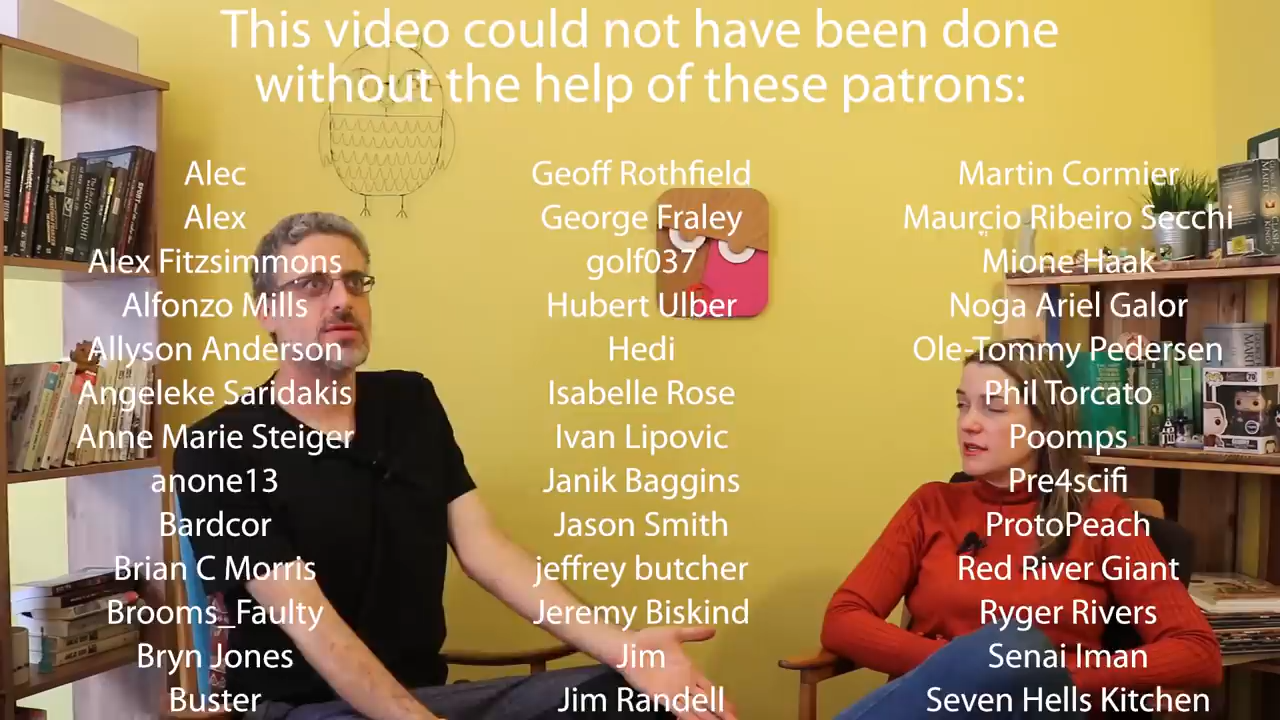 This video could not have been done
without the help of these patrons:
Alec
Alex
Alex Fitzsimmons
Alfonzo Mills
Allyson Anderson
Angeleke Saridakis
Anne Marie Steiger
anone13
Bardcor
Brian C Morris
Brooms_Faulty
Bryn Jones
Buster
Geoff Rothfield
George Fraley
golf037
Hubert Ulber
Hedi
Isabelle Rose
Ivan Lipovic
Janik Baggins
Jason Smith
jeffrey butcher
Jeremy Biskind
Jim
Jim Randell
Martin Cormier
Maurcio Ribeiro Secchi
Mione Haak
Noga Ariel Galor
Ole-Tommy Pedersen
Phil Torcato
Poomps
Pre4scifi
ProtoPeach
Red River Giant
Ryger Rivers
Senai Iman
Seven Hells Kitchen
GANDHI